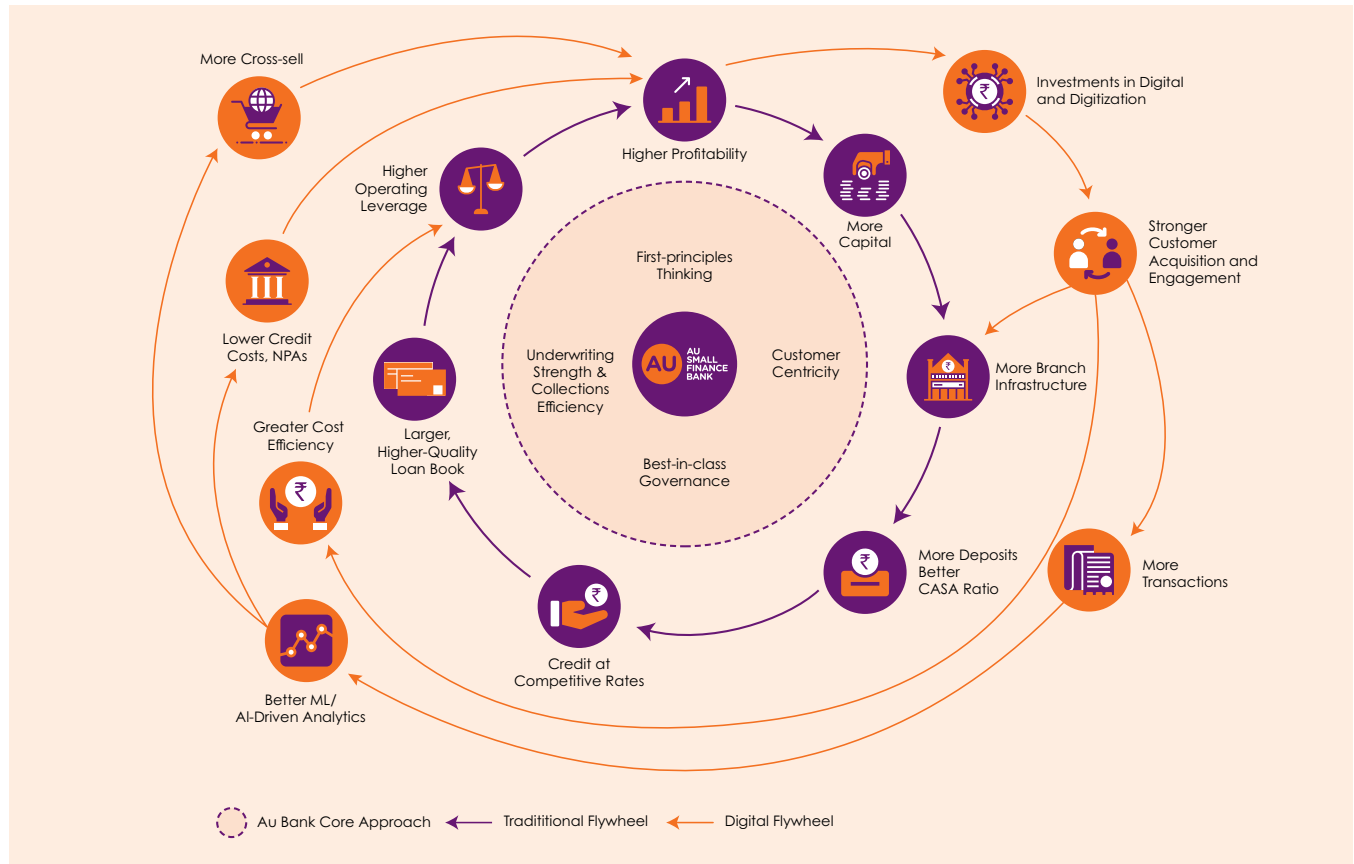 More Cross-sell
Higher Profitability
Investments in Digital
and Digitization
Higher
Operating
Leverage
More
Capital
Stronger
Customer
Acquisition and
Engagement
First-principles
Thinking
Lower Credit
Costs, NPAs
Underwriting
Strength &
Collections
Efficiency
AU
AU
SMALL
FINANCE
BANK
Customer
Centricity
More Branch
Infrastructure
Greater Cost
Efficiency
Larger,
Higher-Quality
Loan Book
Best-in-class
Governance
More Deposits
Better
CASA Ratio
More
Transactions
Credit at
Competitive Rates
Better ML/
AI-Driven Analytics
Au Bank Core Approach
Tradititional Flywheel
Digital Flywheel